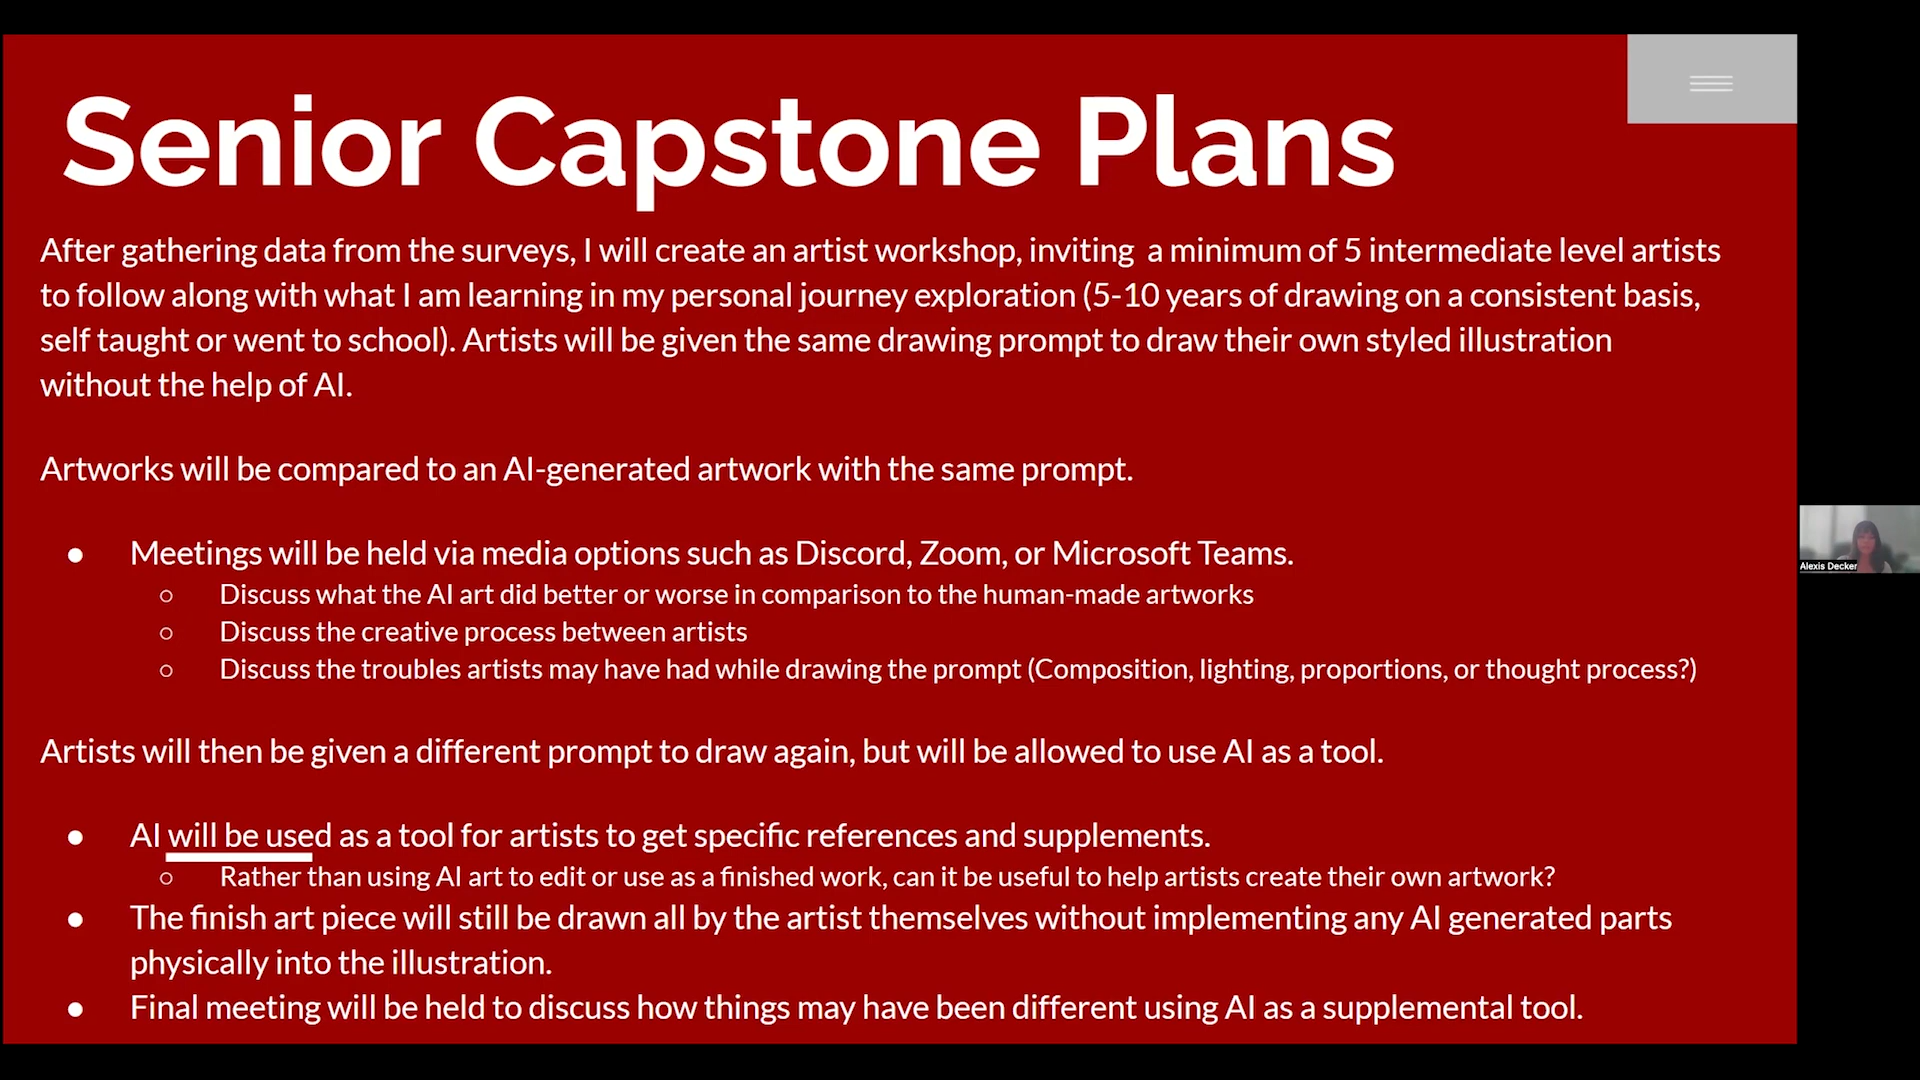 Senior Capstone Plans
After gathering data from the surveys, I will create an artist workshop, inviting a minimum of 5 intermediate level artists
to follow along with what I am learning in my personal journey exploration (5-10 years of drawing on a consistent basis,
self taught or went to school). Artists will be given the same drawing prompt to draw their own styled illustration
without the help of AI.
Artworks will be compared to an AI-generated artwork with the same prompt.
● Meetings will be held via media options such as Discord, Zoom, or Microsoft Teams.
○ Discuss what the AI art did better or worse in comparison to the human-made artworks
○ Discuss the creative process between artists
○ Discuss the troubles artists may have had while drawing the prompt (Composition, lighting, proportions, or thought process?)
Artists will then be given a different prompt to draw again, but will be allowed to use AI as a tool.
● AI will be used as a tool for artists to get specific references and supplements.
○ Rather than using AI art to edit or use as a finished work, can it be useful to help artists create their own artwork?
● The finish art piece will still be drawn all by the artist themselves without implementing any AI generated parts
physically into the illustration.
● Final meeting will be held to discuss how things may have been different using AI as a supplemental tool.
Alexis Decker